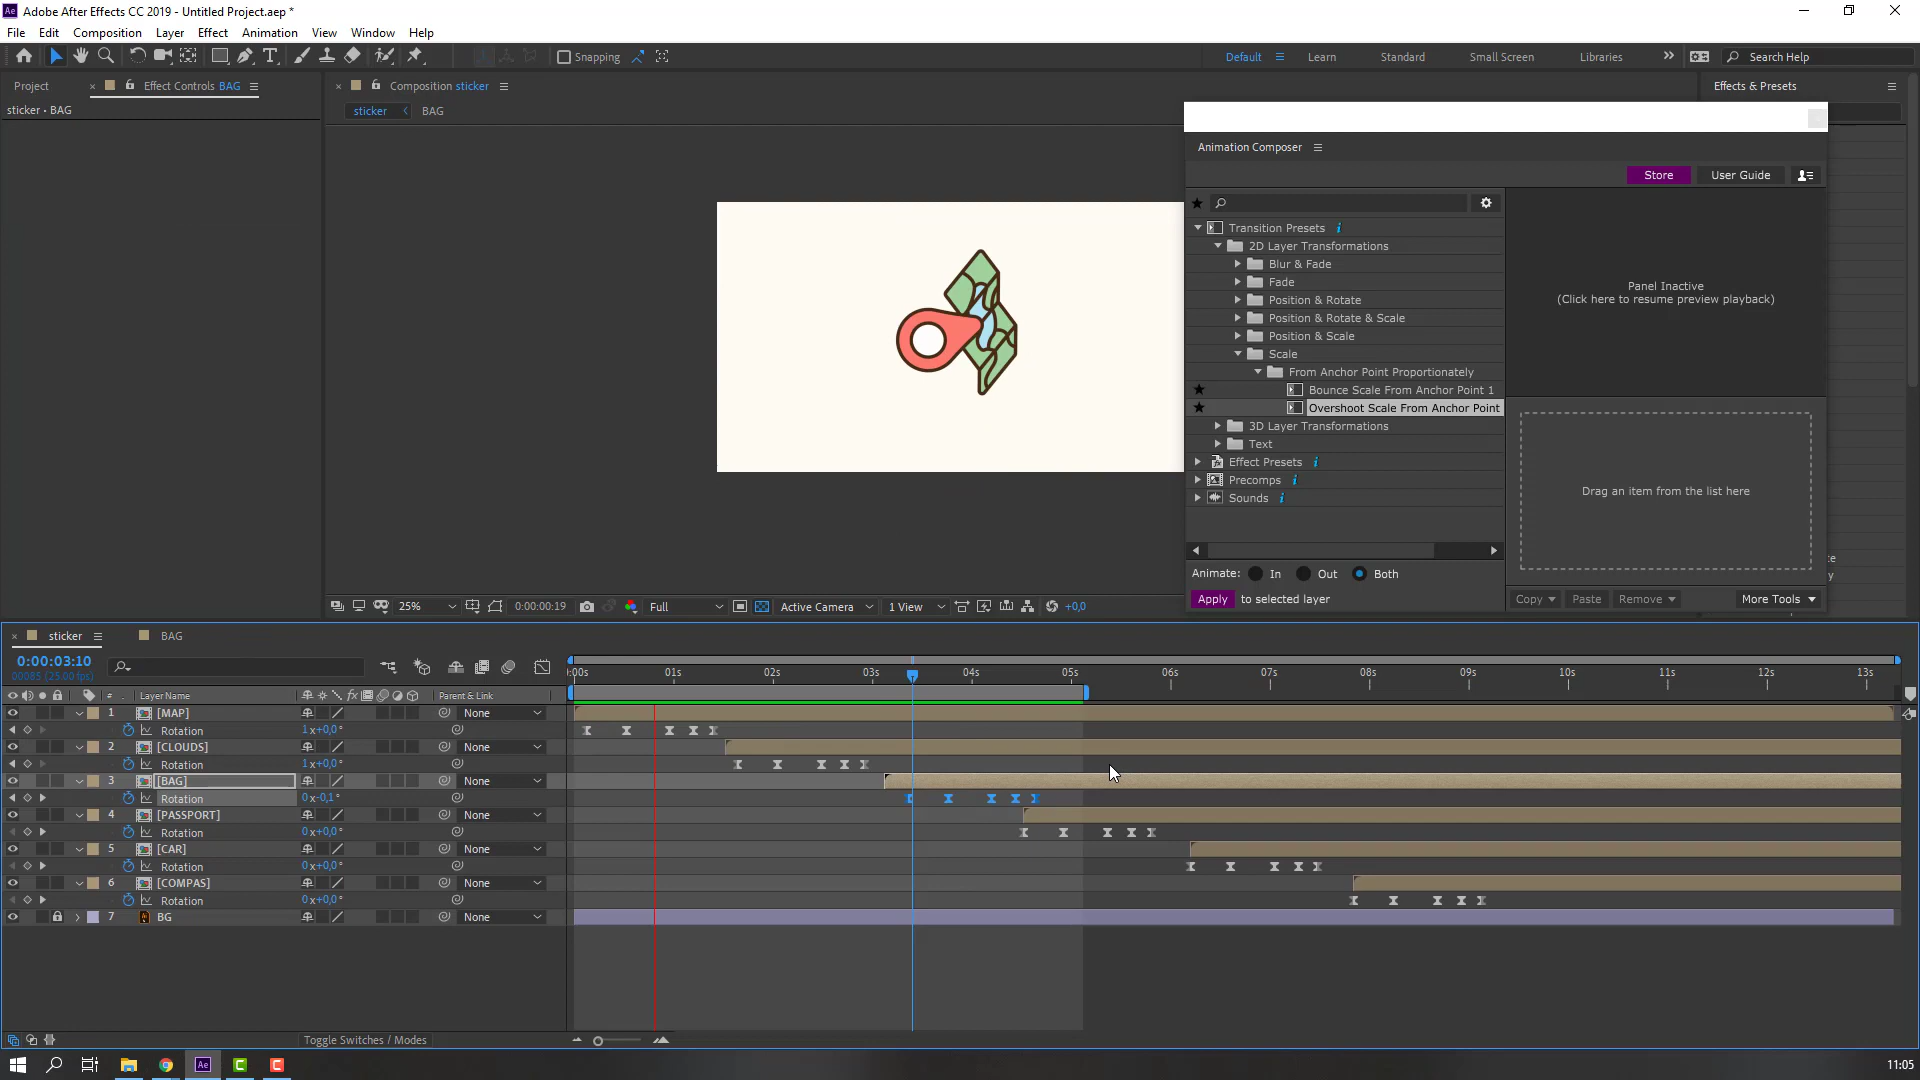 Ae Adobe After Effects CC 2019 - Untitled Project.aep *
File Edit Composition Layer Effect Animation View Window Help
Snapping Default Learn Standard Small Screen Libraries Search Help
Project Effect Controls BAG Composition sticker Effects & Presets
sticker • BAG
sticker BAG
Animation Composer
Store User Guide
Transition Presets
2D Layer Transformations
Blur & Fade
Fade
Position & Rotate
Position & Rotate & Scale
Position & Scale
Scale
From Anchor Point Proportionately
Bounce Scale From Anchor Point 1
Overshoot Scale From Anchor Point
3D Layer Transformations
Text
Effect Presets
Precomps
Sounds
Panel Inactive
(Click here to resume preview playback)
Drag an item from the list here
Animate: In Out Both
Apply to selected layer
Copy Paste Remove More Tools
25% 0:00:00:19 Full Active Camera 1 View +0,0
sticker BAG
0:00:03:10
00085 (25.00 fps)
# Layer Name Parent & Link
:00s 01s 02s 03s 04s 05s 06s 07s 08s 09s 10s 11s 12s 13s
1 [MAP] None
Rotation 1x+0,0°
2 [CLOUDS] None
Rotation 1x+0,0°
3 [BAG] None
Rotation 0x-0,1°
4 [PASSPORT] None
Rotation 0x+0,0°
5 [CAR] None
Rotation 0x+0,0°
6 [COMPAS] None
Rotation 0x+0,0°
7 BG None
Toggle Switches / Modes
Ae
11:05